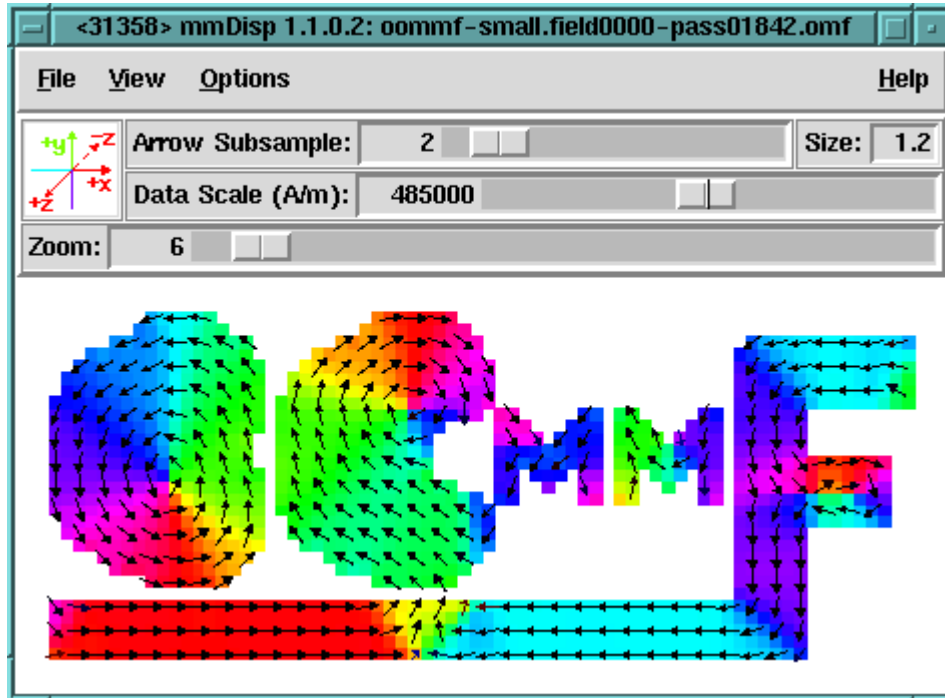 <31358> mmDisp 1.1.0.2: oommf-small.field0000-pass01842.omf
File View Options Help
+y -z +x +z
Arrow Subsample: 2 Size: 1.2
Data Scale (A/m): 485000
Zoom: 6
OOMMF